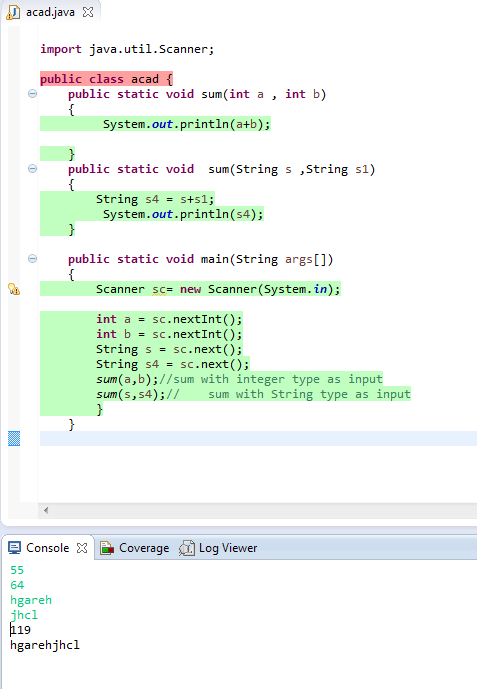 acad.java
import java.util.Scanner;
public class acad {
public static void sum(int a , int b)
{
System.out.println(a+b);
}
public static void  sum(String s ,String s1)
{
String s4 = s+s1;
System.out.println(s4);
}
public static void main(String args[])
{
Scanner sc= new Scanner(System.in);
int a = sc.nextInt();
int b = sc.nextInt();
String s = sc.next();
String s4 = sc.next();
sum(a,b);//sum with integer type as input
sum(s,s4);//    sum with String type as input
}
}
Console Coverage Log Viewer
55
64
hgareh
jhcl
119
hgarehjhcl